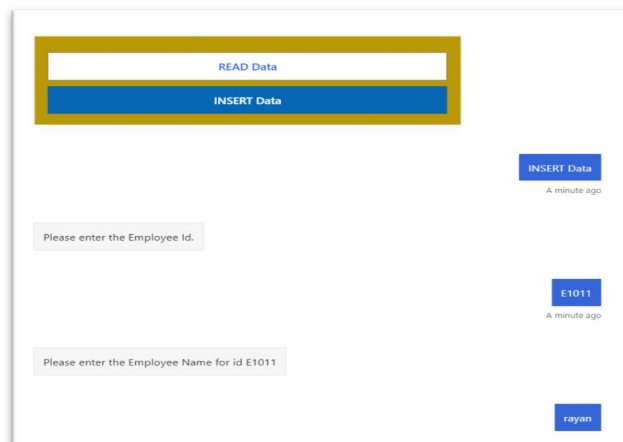 READ Data
INSERT Data
INSERT Data
A minute ago
Please enter the Employee Id.
E1011
A minute ago
Please enter the Employee Name for id E1011
rayan